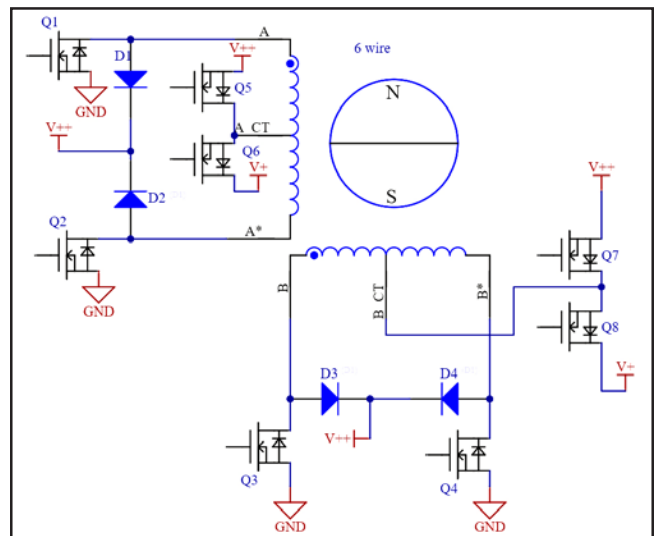 Q1
A
6 wire
D1
V++
Q5
GND
V++
A CT
Q6
V+
N
S
D2
Q2
A*
GND
V++
Q7
B
B CT
B*
Q8
V+
D3
D4
V++
Q3
Q4
GND
GND